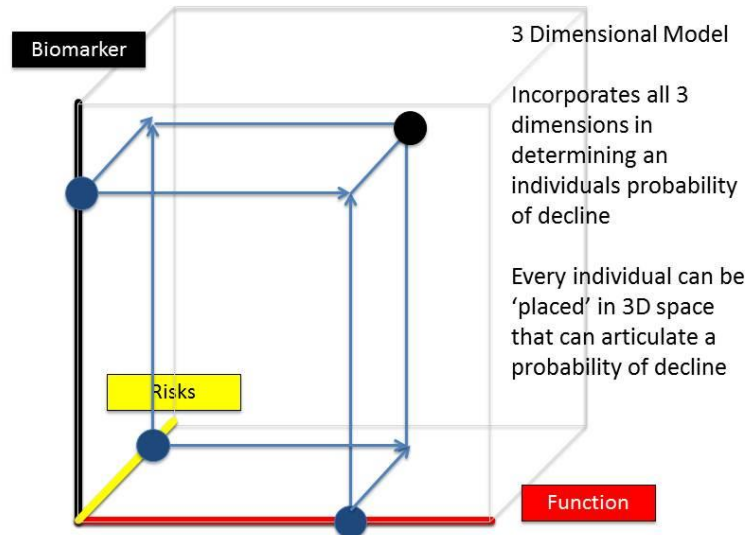 Biomarker
3 Dimensional Model
Incorporates all 3
dimensions in
determining an
individuals probability
of decline
Every individual can be
‘placed’ in 3D space
that can articulate a
probability of decline
Risks
Function